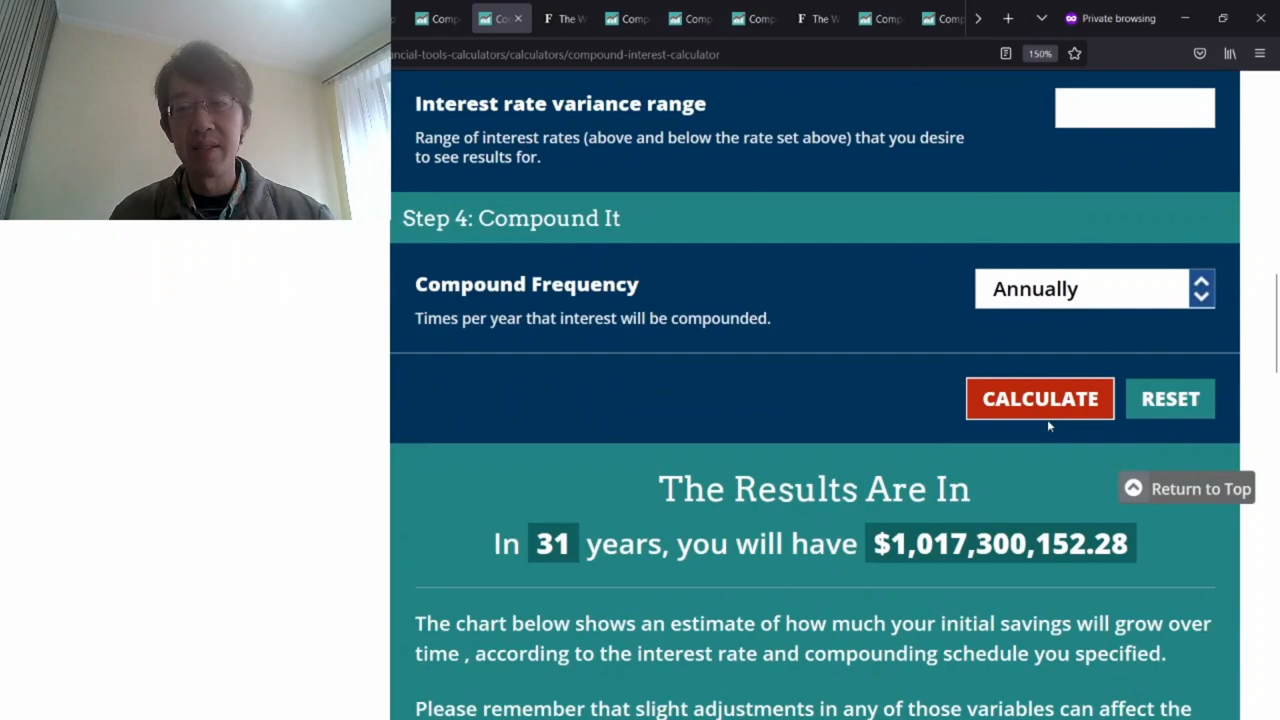 Comp
Co
The W
Comp
Comp
Comp
The W
Comp
Comp
Private browsing
ncial-tools-calculators/calculators/compound-interest-calculator
150%
Interest rate variance range
Range of interest rates (above and below the rate set above) that you desire
to see results for.
Step 4: Compound It
Compound Frequency
Annually
Times per year that interest will be compounded.
CALCULATE
RESET
The Results Are In
Return to Top
In 31 years, you will have $1,017,300,152.28
The chart below shows an estimate of how much your initial savings will grow over
time , according to the interest rate and compounding schedule you specified.
Please remember that slight adjustments in any of those variables can affect the